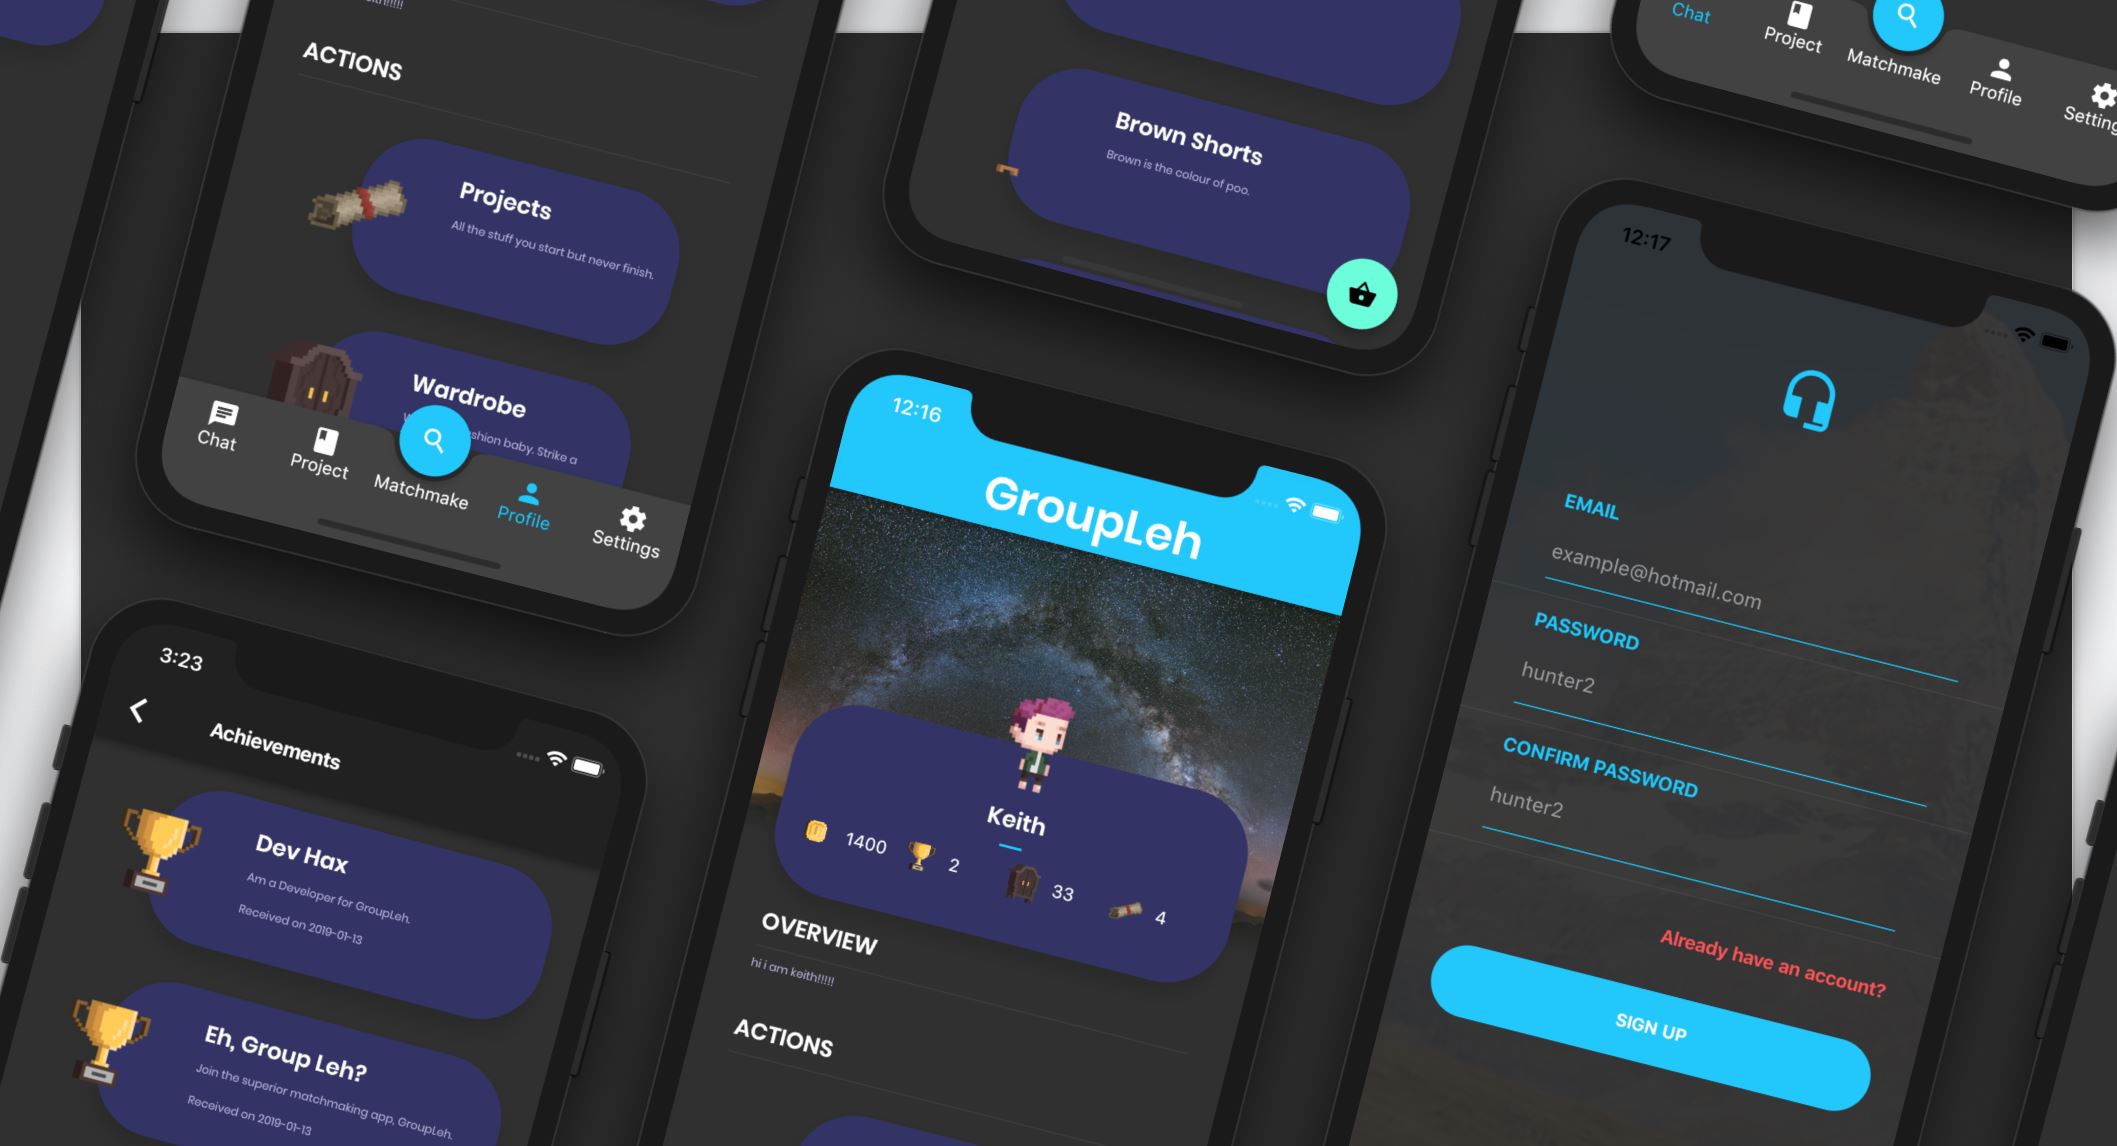 ACTIONS
Projects
All the stuff you start but never finish.
Wardrobe
shion baby. Strike a
Chat
Project
Matchmake
Profile
Settings
Brown Shorts
Brown is the colour of poo.
Chat
Project
Matchmake
Profile
Setting
3:23
Achievements
Dev Hax
Am a Developer for GroupLeh.
Received on 2019-01-13
Eh, Group Leh?
Join the superior matchmaking app, GroupLeh.
Received on 2019-01-13
12:16
GroupLeh
Keith
1400
2
33
4
OVERVIEW
hi i am keith!!!!!
ACTIONS
12:17
EMAIL
example@hotmail.com
PASSWORD
hunter2
CONFIRM PASSWORD
hunter2
Already have an account?
SIGN UP